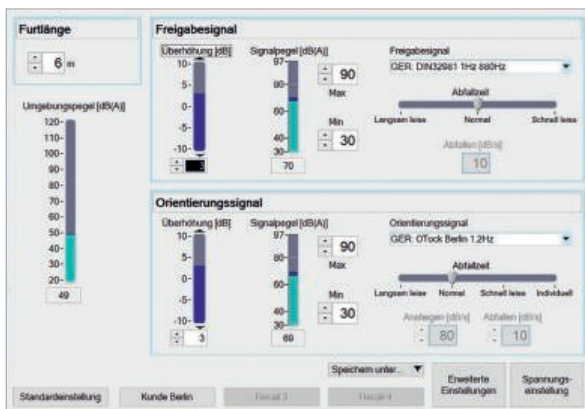 Furtlänge
6 m
Umgebungspegel [dB(A)]
120-
110-
100-
90-
80-
70-
60-
50-
40-
30-
20-
49
Freigabesignal
Überhöhung [dB]
10-
5-
0-
-5-
-10-
3
Signalpegel [dB(A)]
97-
80-
60-
40-
30-
70
90
Max
Min
30
Freigabesignal
GER: DIN32981 1Hz 880Hz
Abfallzeit
Langsam leise Normal Schnell leise
Abfallen [dB/s]
10
Orientierungssignal
Überhöhung [dB]
10-
5-
0-
-5-
-10-
3
Signalpegel [dB(A)]
97-
80-
60-
40-
30-
69
90
Max
Min
30
Orientierungssignal
GER: OTock Berlin 1.2Hz
Abfallzeit
Langsam leise Normal Schnell leise Individuell
Ansteigen [dB/s] Abfallen [dB/s]
80 10
Speichern unter...
Standardeinstellung
Kunde Berlin
Recall 3
Recall 4
Erweiterte
Einstellungen
Spannungs-
einstellung